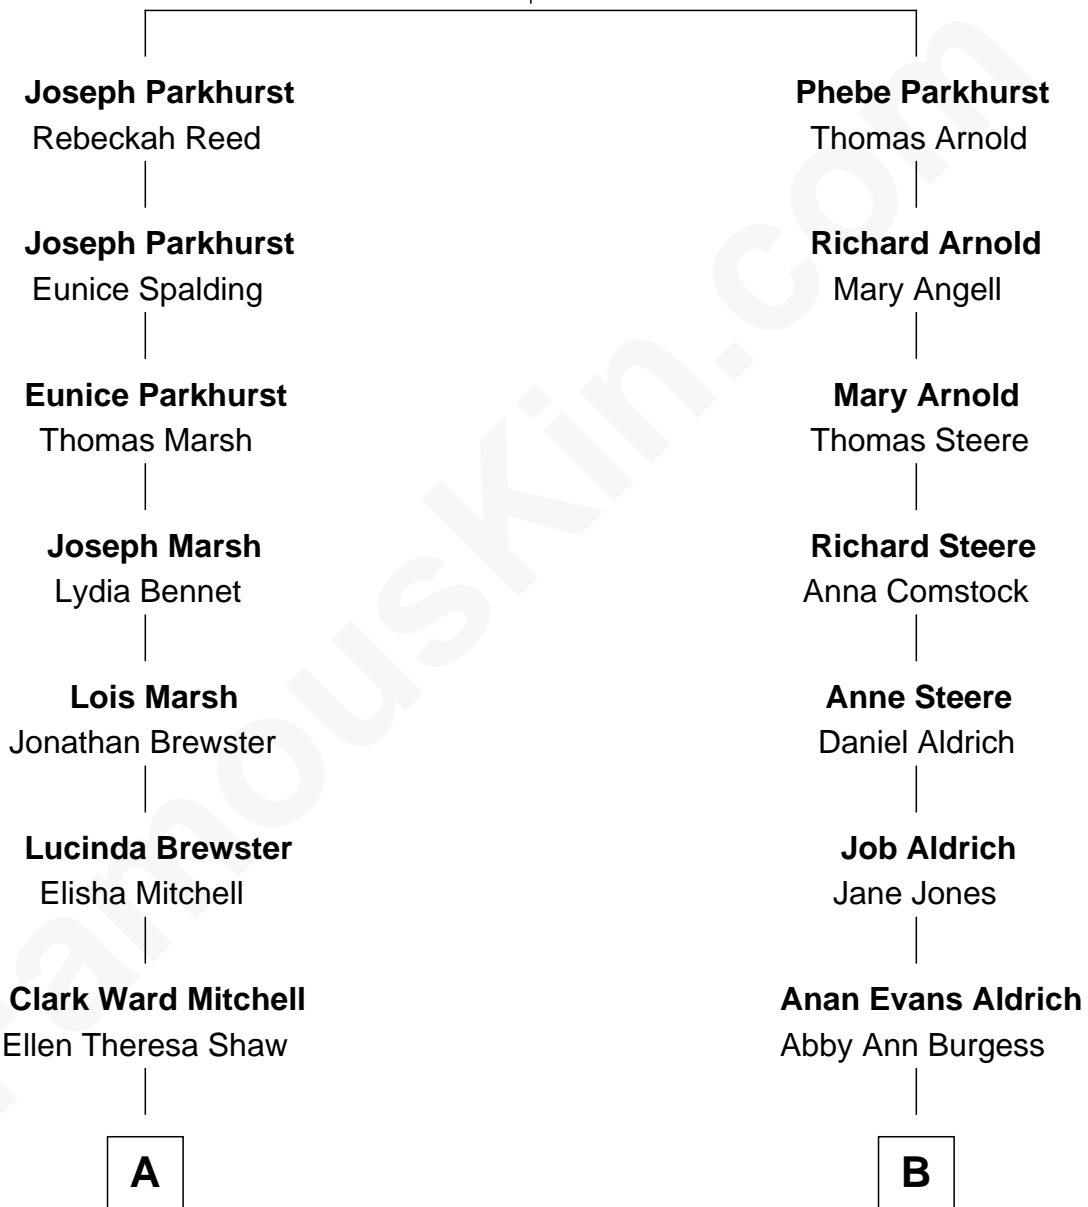 Joseph Parkhurst
Rebeckah Reed
Joseph Parkhurst
Eunice Spalding
Eunice Parkhurst
Thomas Marsh
Joseph Marsh
Lydia Bennet
Lois Marsh
Jonathan Brewster
Lucinda Brewster
Elisha Mitchell
Clark Ward Mitchell
Ellen Theresa Shaw
A
Phebe Parkhurst
Thomas Arnold
Richard Arnold
Mary Angell
Mary Arnold
Thomas Steere
Richard Steere
Anna Comstock
Anne Steere
Daniel Aldrich
Job Aldrich
Jane Jones
Anan Evans Aldrich
Abby Ann Burgess
B
FamousKin.com